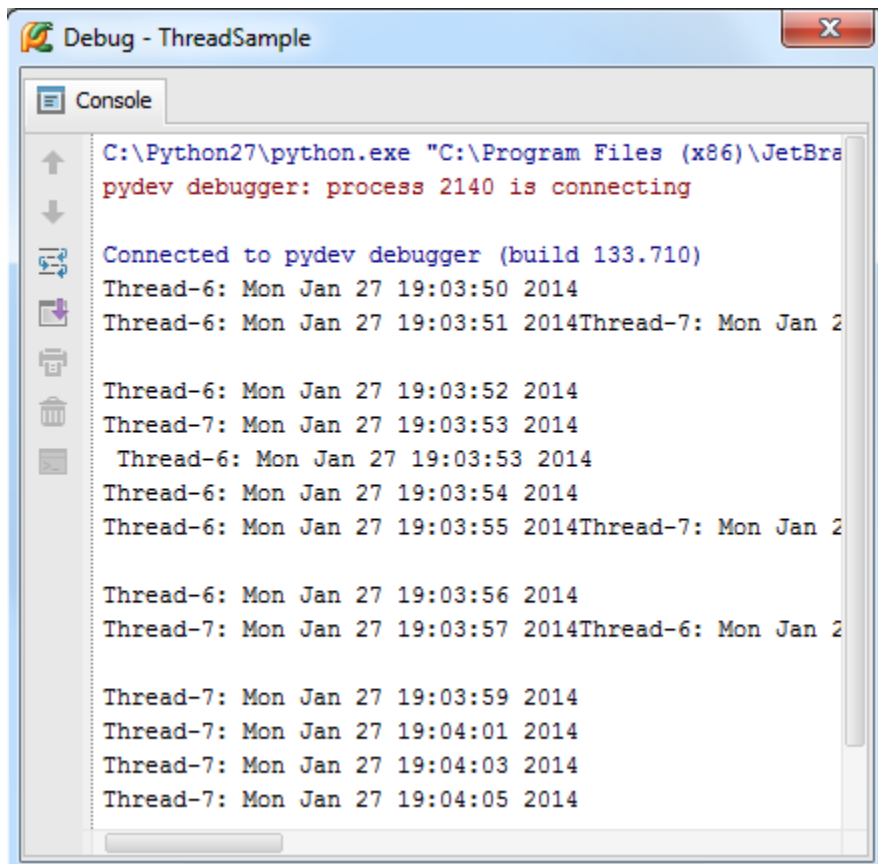 Debug - ThreadSample
Console
C:\Python27\python.exe "C:\Program Files (x86)\JetBra
pydev debugger: process 2140 is connecting
Connected to pydev debugger (build 133.710)
Thread-6: Mon Jan 27 19:03:50 2014
Thread-6: Mon Jan 27 19:03:51 2014Thread-7: Mon Jan 2
Thread-6: Mon Jan 27 19:03:52 2014
Thread-7: Mon Jan 27 19:03:53 2014
Thread-6: Mon Jan 27 19:03:53 2014
Thread-6: Mon Jan 27 19:03:54 2014
Thread-6: Mon Jan 27 19:03:55 2014Thread-7: Mon Jan 2
Thread-6: Mon Jan 27 19:03:56 2014
Thread-7: Mon Jan 27 19:03:57 2014Thread-6: Mon Jan 2
Thread-7: Mon Jan 27 19:03:59 2014
Thread-7: Mon Jan 27 19:04:01 2014
Thread-7: Mon Jan 27 19:04:03 2014
Thread-7: Mon Jan 27 19:04:05 2014